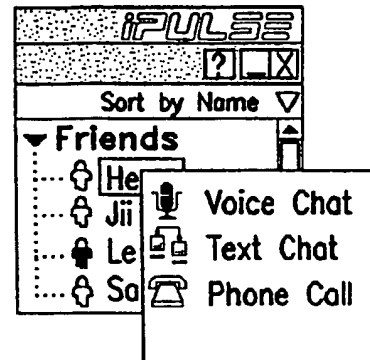 iPULSE
? _ X
Sort by Name
Friends
He
Jii
Le
Sa
Voice Chat
Text Chat
Phone Call